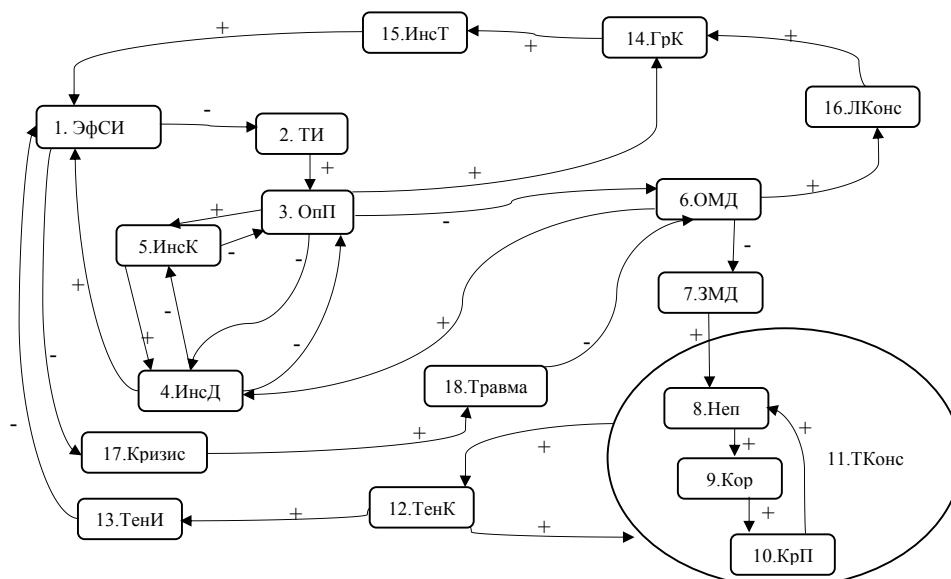 15.ИнсТ
14.ГрК
16.ЛКонс
1. ЭфСИ
2. ТИ
3. ОпП
6.ОМД
5.ИнсК
7.ЗМД
4.ИнсД
18.Травма
8.Неп
11.ТКонс
17.Кризис
9.Кор
12.ТенК
13.ТенИ
10.КрП
+
+
+
-
+
+
+
+
-
-
-
-
+
+
-
-
+
-
+
-
-
+
+
+
+
+
+
+
-